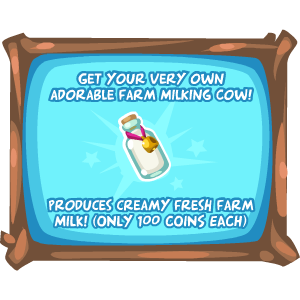 GET YOUR VERY OWN
ADORABLE FARM MILKING COW!
PRODUCES CREAMY FRESH FARM
MILK! (ONLY 100 COINS EACH)